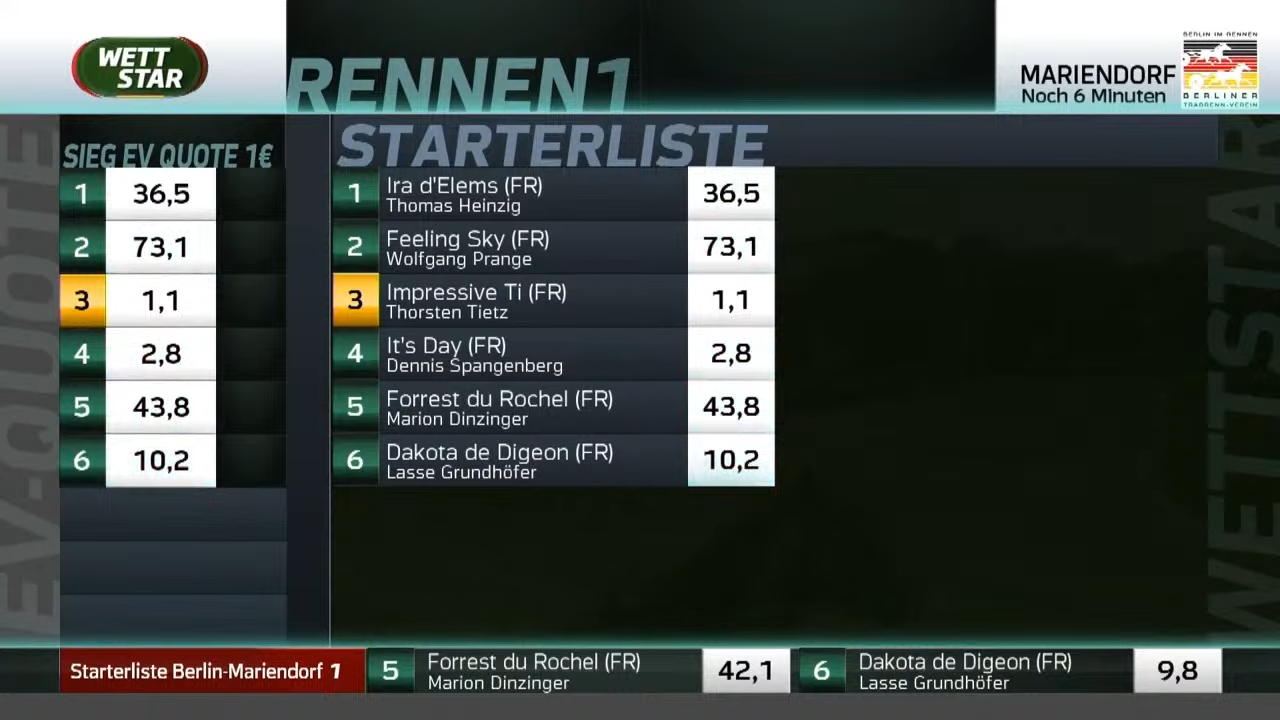 WETT
STAR
RENNEN1
MARIENDORF
Noch 6 Minuten
BERLIN IM RENNEN
BERLINER
TRABRENN-VEREIN
SIEG EV QUOTE 1€
1 36,5
2 73,1
3 1,1
4 2,8
5 43,8
6 10,2
STARTERLISTE
1 Ira d'Elems (FR) 36,5
Thomas Heinzig
2 Feeling Sky (FR) 73,1
Wolfgang Prange
3 Impressive Ti (FR) 1,1
Thorsten Tietz
4 It's Day (FR) 2,8
Dennis Spangenberg
5 Forrest du Rochel (FR) 43,8
Marion Dinzinger
6 Dakota de Digeon (FR) 10,2
Lasse Grundhöfer
EV-QUOTE
WETTSTAR
Starterliste Berlin-Mariendorf 1
5 Forrest du Rochel (FR) 42,1
Marion Dinzinger
6 Dakota de Digeon (FR) 9,8
Lasse Grundhöfer